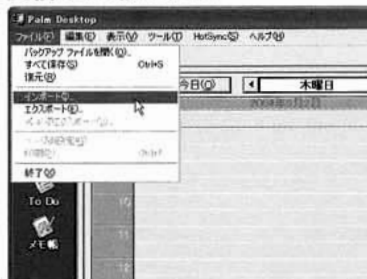 Palm Desktop
ファイル(F) 編集(E) 表示(V) ツール(T) HotSync(S) ヘルプ(H)
バックアップ ファイルを開く(O)...
すべて保存(S) Ctrl+S
復元(R)
今日(O) 木曜日
インポート(I)...
エクスポート(E)...
終了(X)
To Do
メモ帳
10
11
12